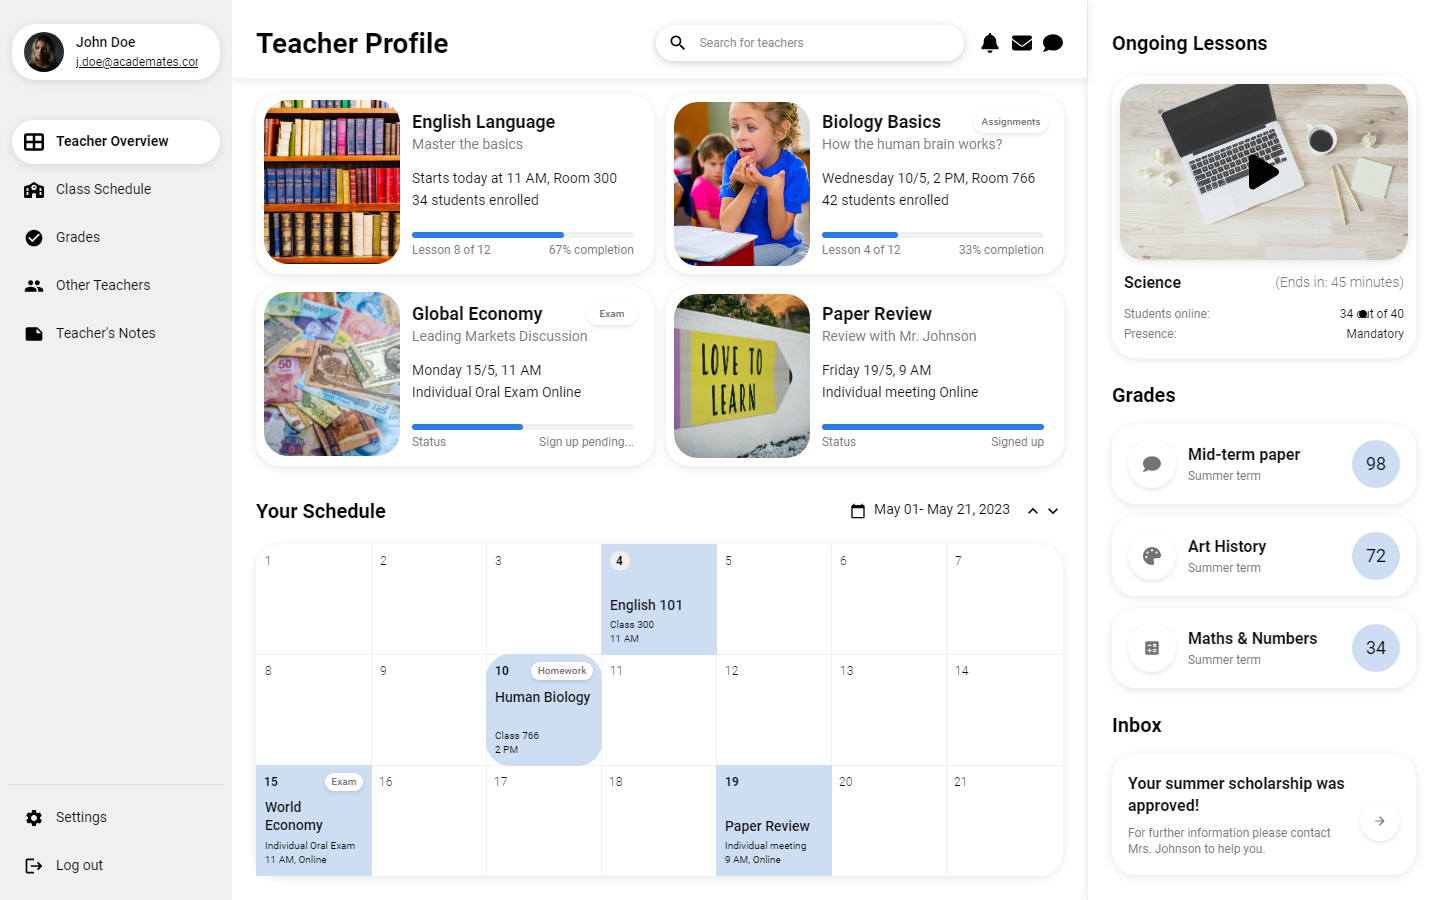 John Doe
j.doe@academates.cor
Teacher Overview
Class Schedule
Grades
Other Teachers
Teacher's Notes
Settings
Log out
Teacher Profile
Search for teachers
English Language
Master the basics
Starts today at 11 AM, Room 300
34 students enrolled
Lesson 8 of 12 67% completion
Biology Basics Assignments
How the human brain works?
Wednesday 10/5, 2 PM, Room 766
42 students enrolled
Lesson 4 of 12 33% completion
Global Economy Exam
Leading Markets Discussion
Monday 15/5, 11 AM
Individual Oral Exam Online
Status Sign up pending...
LOVE TO
LEARN
Paper Review
Review with Mr. Johnson
Friday 19/5, 9 AM
Individual meeting Online
Status Signed up
Your Schedule May 01- May 21, 2023
1 2 3 4 5 6 7
English 101
Class 300
11 AM
8 9 10 Homework 11 12 13 14
Human Biology
Class 766
2 PM
15 Exam 16 17 18 19 20 21
World
Economy
Individual Oral Exam
11 AM, Online
Paper Review
Individual meeting
9 AM, Online
Ongoing Lessons
Science (Ends in: 45 minutes)
Students online: 34 out of 40
Presence: Mandatory
Grades
Mid-term paper
Summer term
98
Art History
Summer term
72
Maths & Numbers
Summer term
34
Inbox
Your summer scholarship was
approved!
For further information please contact
Mrs. Johnson to help you.